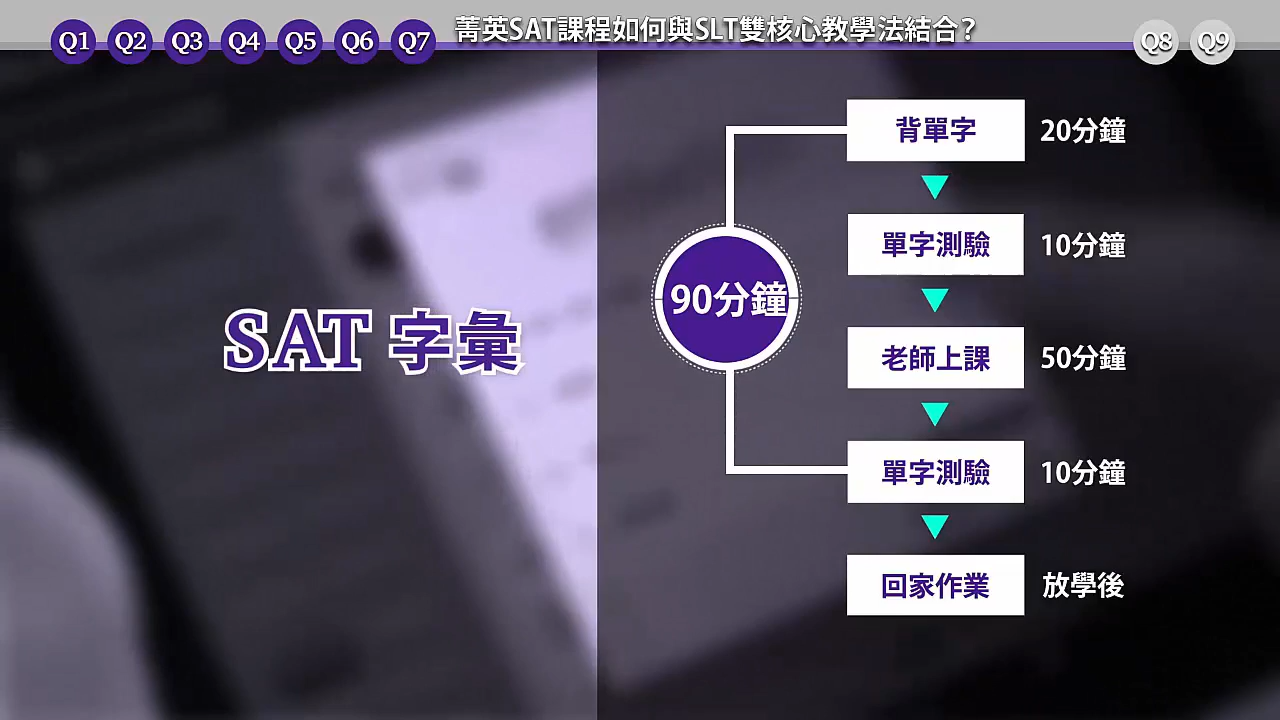 Q1 Q2 Q3 Q4 Q5 Q6 Q7 菁英SAT課程如何與SLT雙核心教學法結合? Q8 Q9
SAT 字彙
90分鐘
背單字 20分鐘
單字測驗 10分鐘
老師上課 50分鐘
單字測驗 10分鐘
回家作業 放學後